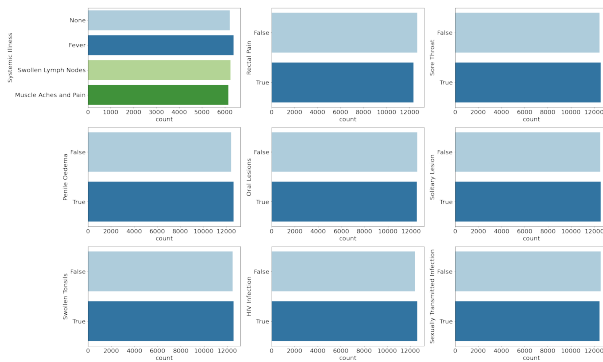 Systemic Illness
None
Fever
Swollen Lymph Nodes
Muscle Aches and Pain
0 1000 2000 3000 4000 5000 6000
count
Rectal Pain
False
True
0 2000 4000 6000 8000 10000 12000
count
Sore Throat
False
True
0 2000 4000 6000 8000 10000 12000
count
Penile Oedema
False
True
0 2000 4000 6000 8000 10000 12000
count
Oral Lesions
False
True
0 2000 4000 6000 8000 10000 12000
count
Solitary Lesion
False
True
0 2000 4000 6000 8000 10000 12000
count
Swollen Tonsils
False
True
0 2000 4000 6000 8000 10000 12000
count
HIV Infection
False
True
0 2000 4000 6000 8000 10000 12000
count
Sexually Transmitted Infection
False
True
0 2000 4000 6000 8000 10000 12000
count